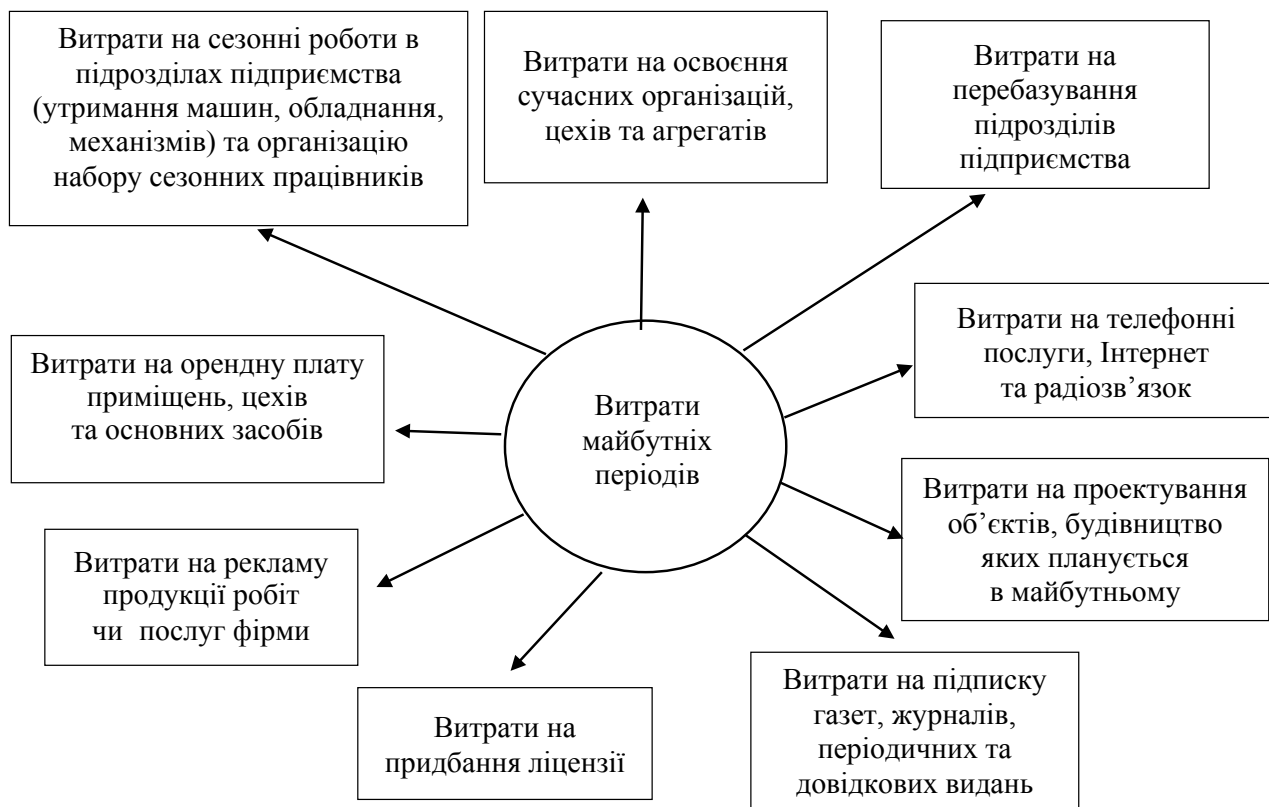 Витрати на сезонні роботи в
підрозділах підприємства
(утримання машин, обладнання,
механізмів) та організацію
набору сезонних працівників
Витрати на освоєння
сучасних організацій,
цехів та агрегатів
Витрати на
перебазування
підрозділів
підприємства
Витрати на орендну плату
приміщень, цехів
та основних засобів
Витрати
майбутніх
періодів
Витрати на телефонні
послуги, Інтернет
та радіозв’язок
Витрати на проектування
об’єктів, будівництво
яких планується
в майбутньому
Витрати на рекламу
продукції робіт
чи послуг фірми
Витрати на
придбання ліцензії
Витрати на підписку
газет, журналів,
періодичних та
довідкових видань